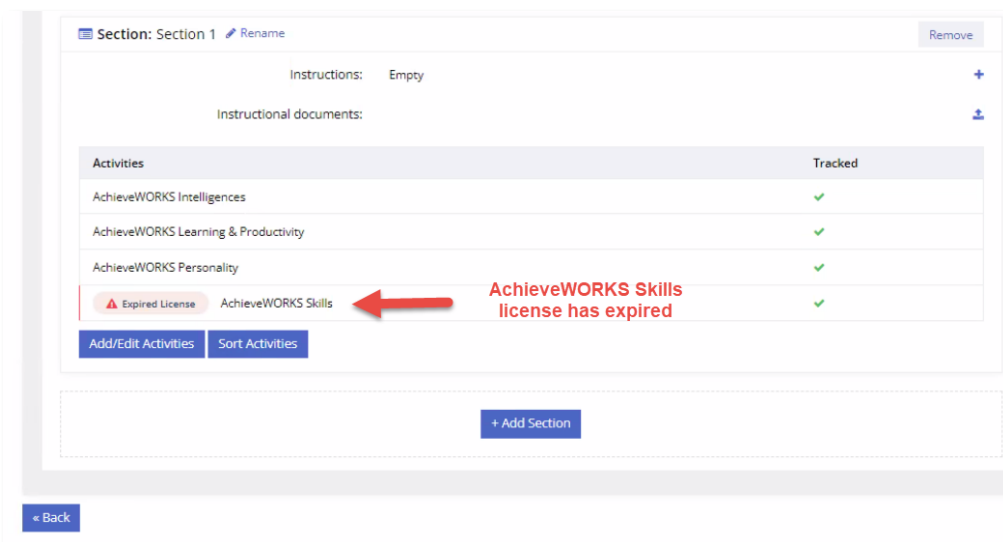 Section: Section 1 Rename
Remove
Instructions: Empty
Instructional documents:
Activities Tracked
AchieveWORKS Intelligences
AchieveWORKS Learning & Productivity
AchieveWORKS Personality
Expired License AchieveWORKS Skills
AchieveWORKS Skills
license has expired
Add/Edit Activities Sort Activities
+ Add Section
« Back